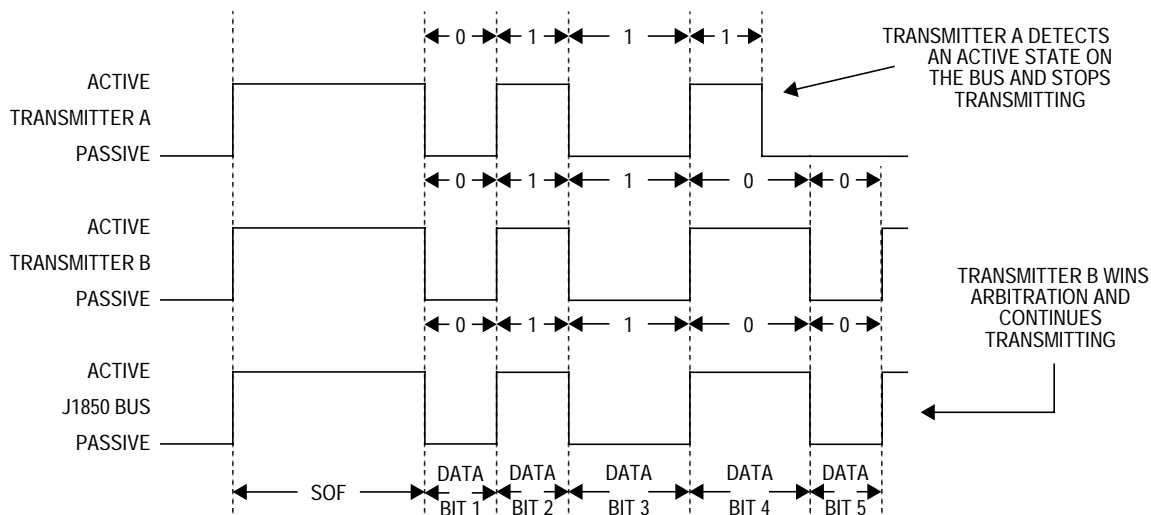 0 1 1 1
TRANSMITTER A DETECTS
AN ACTIVE STATE ON
THE BUS AND STOPS
TRANSMITTING
ACTIVE
TRANSMITTER A
PASSIVE
0 1 1 0 0
ACTIVE
TRANSMITTER B
PASSIVE
TRANSMITTER B WINS
ARBITRATION AND
CONTINUES
TRANSMITTING
0 1 1 0 0
ACTIVE
J1850 BUS
PASSIVE
SOF
DATA
BIT 1
DATA
BIT 2
DATA
BIT 3
DATA
BIT 4
DATA
BIT 5